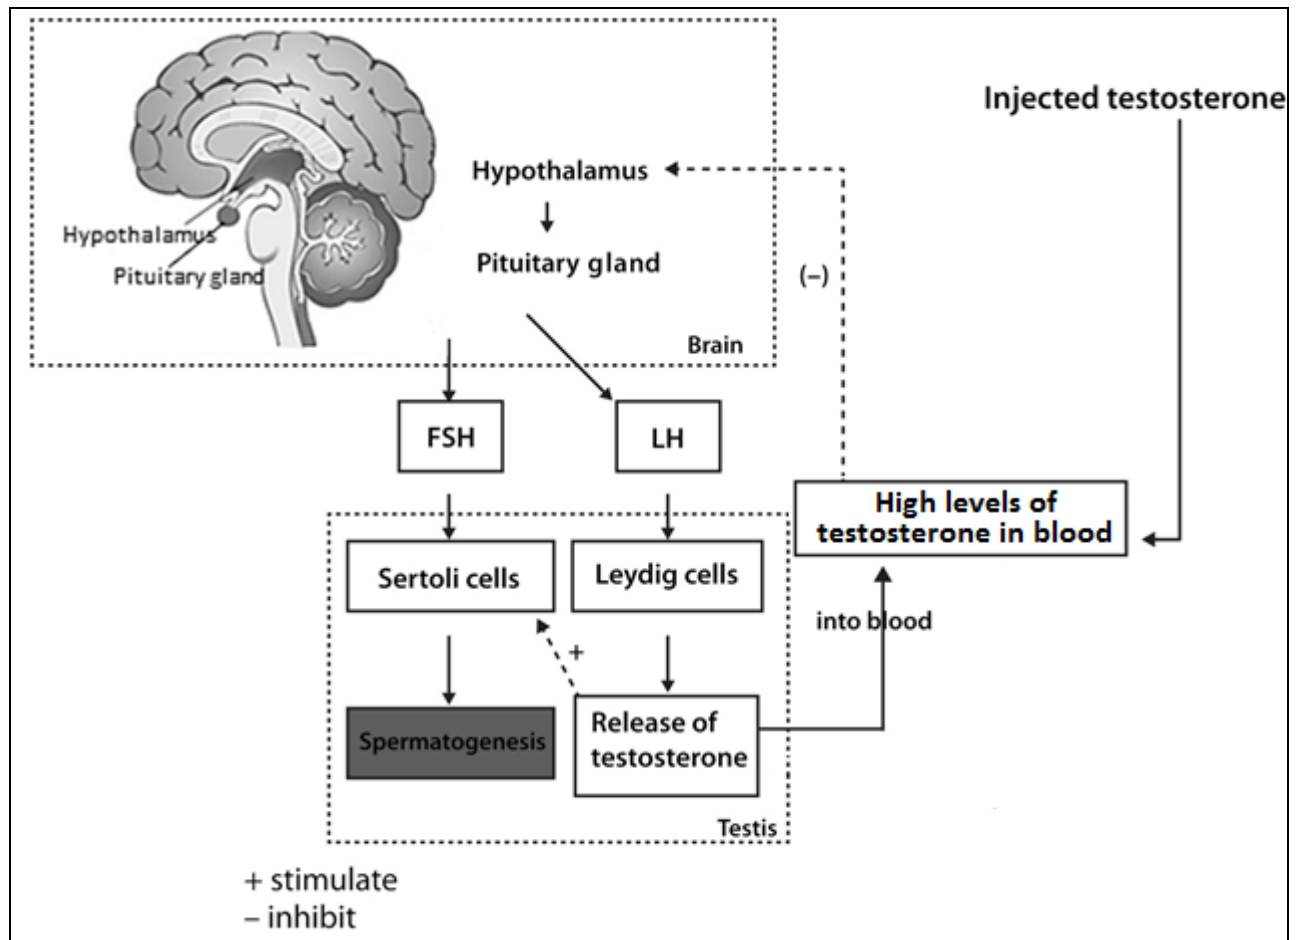 Injected testosterone
Hypothalamus
Hypothalamus
Pituitary gland
Pituitary gland
(–)
Brain
FSH
LH
High levels of
testosterone in blood
Sertoli cells
Leydig cells
into blood
+
Spermatogenesis
Release of
testosterone
Testis
+ stimulate
– inhibit